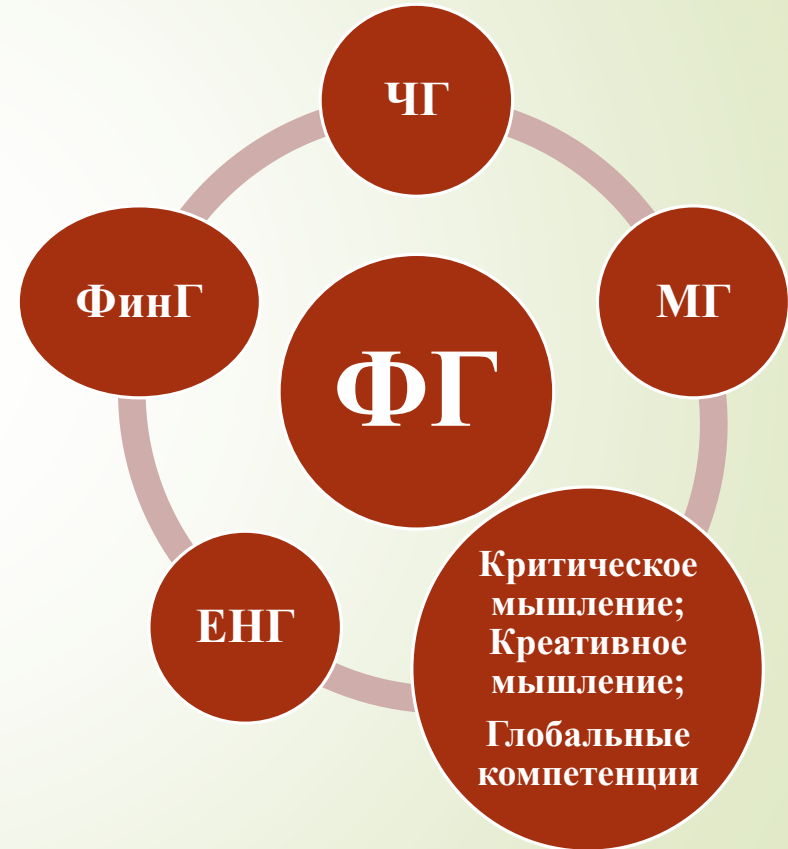 ЧГ
МГ
ФинГ
ФГ
ЕНГ
Критическое
мышление;
Креативное
мышление;
Глобальные
компетенции